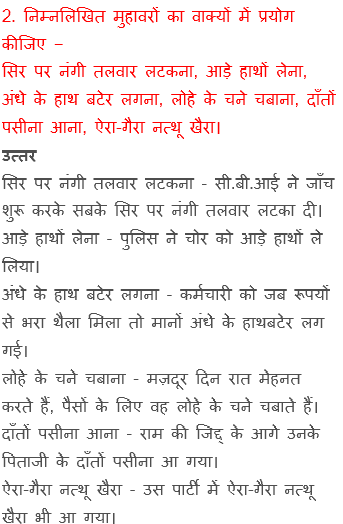 2. निम्नलिखित मुहावरों का वाक्यों में प्रयोग
कीजिए –
सिर पर नंगी तलवार लटकना, आड़े हाथों लेना,
अंधे के हाथ बटेर लगना, लोहे के चने चबाना, दाँतों
पसीना आना, ऐरा-गैरा नत्थू खैरा।
उत्तर
सिर पर नंगी तलवार लटकना - सी.बी.आई ने जाँच
शुरू करके सबके सिर पर नंगी तलवार लटका दी।
आड़े हाथों लेना - पुलिस ने चोर को आड़े हाथों ले
लिया।
अंधे के हाथ बटेर लगना - कर्मचारी को जब रूपयों
से भरा थैला मिला तो मानों अंधे के हाथबटेर लग
गई।
लोहे के चने चबाना - मज़दूर दिन रात मेहनत
करते हैं, पैसों के लिए वह लोहे के चने चबाते हैं।
दाँतों पसीना आना - राम की जिद्द् के आगे उनके
पिताजी के दाँतों पसीना आ गया।
ऐरा-गैरा नत्थू खैरा - उस पार्टी में ऐरा-गैरा नत्थू
खैरा भी आ गया।